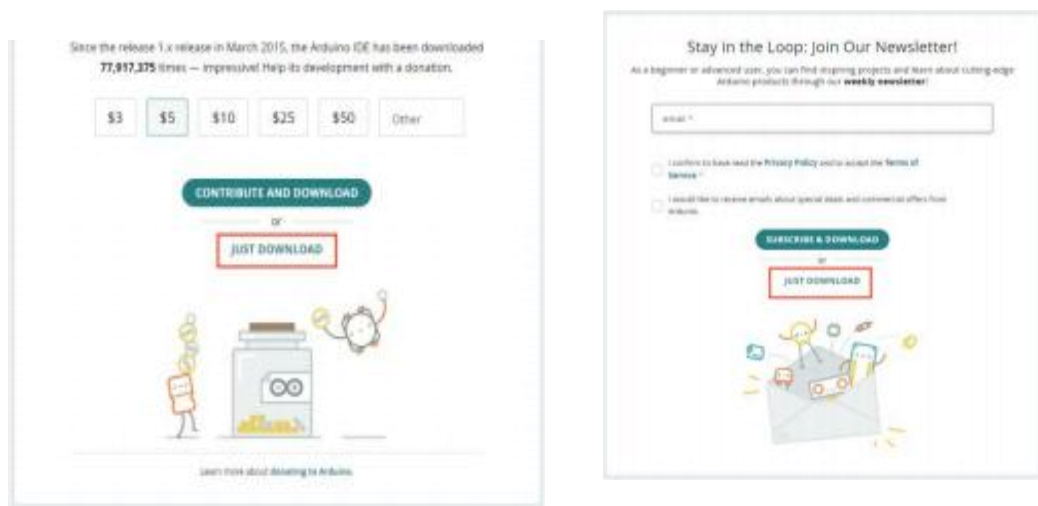 Since the release 1.x release in March 2015, the Arduino IDE has been downloaded
77,917,375 times — impressive! Help its development with a donation.
$3
$5
$10
$25
$50
Other
CONTRIBUTE AND DOWNLOAD
or
JUST DOWNLOAD
Learn more about donating to Arduino.
Stay in the Loop: Join Our Newsletter!
As a beginner or advanced user, you can find inspiring projects and learn about cutting-edge
Arduino products through our weekly newsletter!
email *
I confirm to have read the Privacy Policy and to accept the Terms of
Service *
I would like to receive emails about special deals and commercial offers from
Arduino.
SUBSCRIBE & DOWNLOAD
or
JUST DOWNLOAD